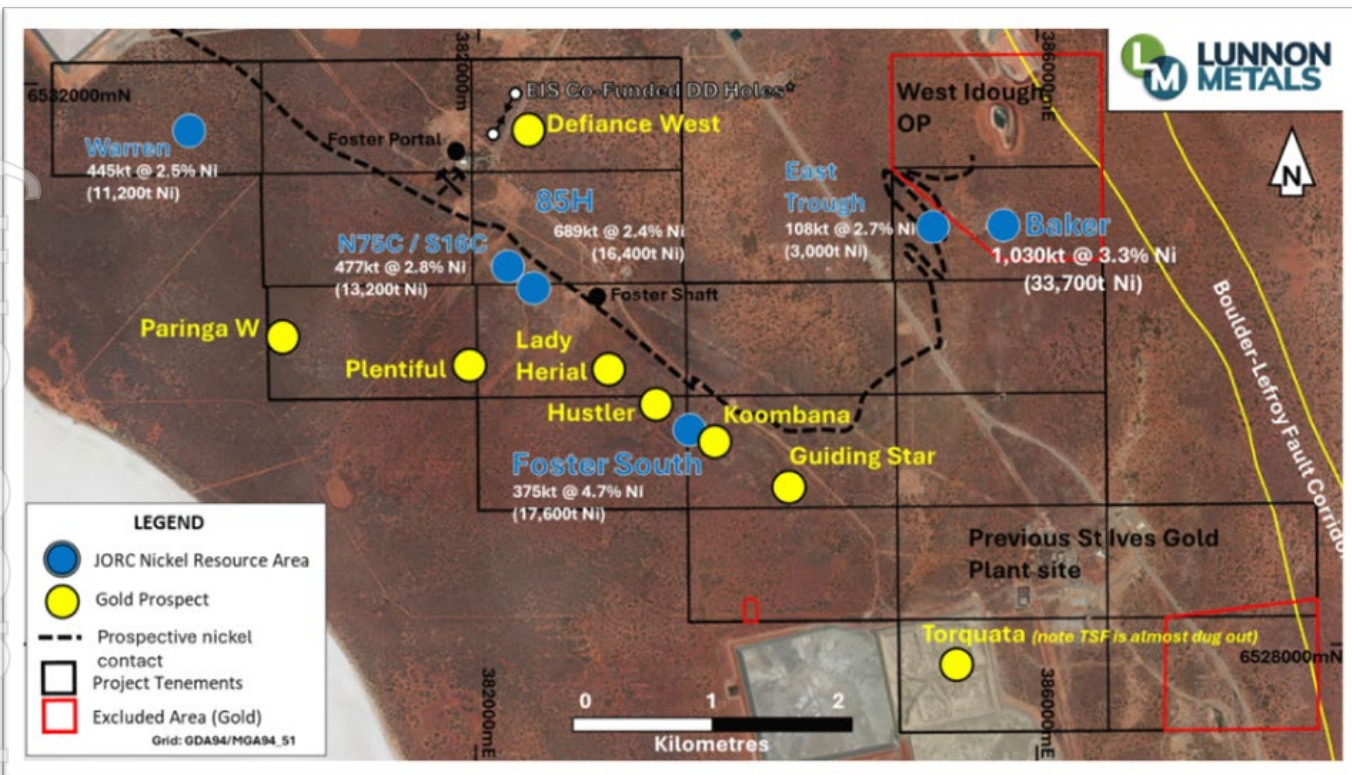 LUNNON
METALS
LM
382000m
386000mE
6532000mN
EIS Co-Funded DD Holes*
Defiance West
Foster Portal
West Idough
OP
Warren
445kt @ 2.5% Ni
(11,200t Ni)
N
East
Trough
108kt @ 2.7% Ni
(3,000t Ni)
85H
689kt @ 2.4% Ni
(16,400t Ni)
Baker
1,030kt @ 3.3% Ni
(33,700t Ni)
N75C / S16C
477kt @ 2.8% Ni
(13,200t Ni)
Foster Shaft
Boulder-Lefroy Fault Corridor
Paringa W
Plentiful
Lady
Herial
Hustler
Koombana
Guiding Star
Foster South
375kt @ 4.7% Ni
(17,600t Ni)
Previous St Ives Gold
Plant site
Torquata (note TSF is almost dug out)
6528000mN
382000mE
386000mE
0 1 2
Kilometres
LEGEND
JORC Nickel Resource Area
Gold Prospect
Prospective nickel
contact
Project Tenements
Excluded Area (Gold)
Grid: GDA94/MGA94_51